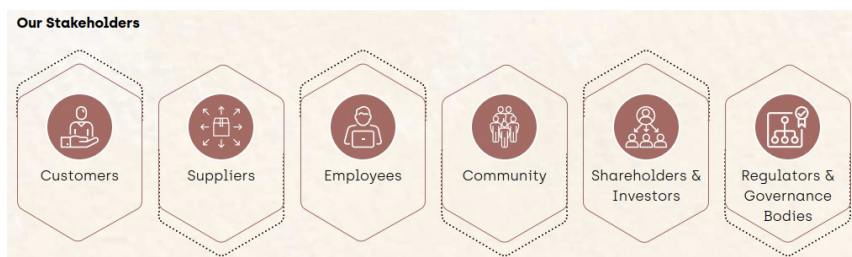 Our Stakeholders
Customers
Suppliers
Employees
Community
Shareholders &
Investors
Regulators &
Governance
Bodies